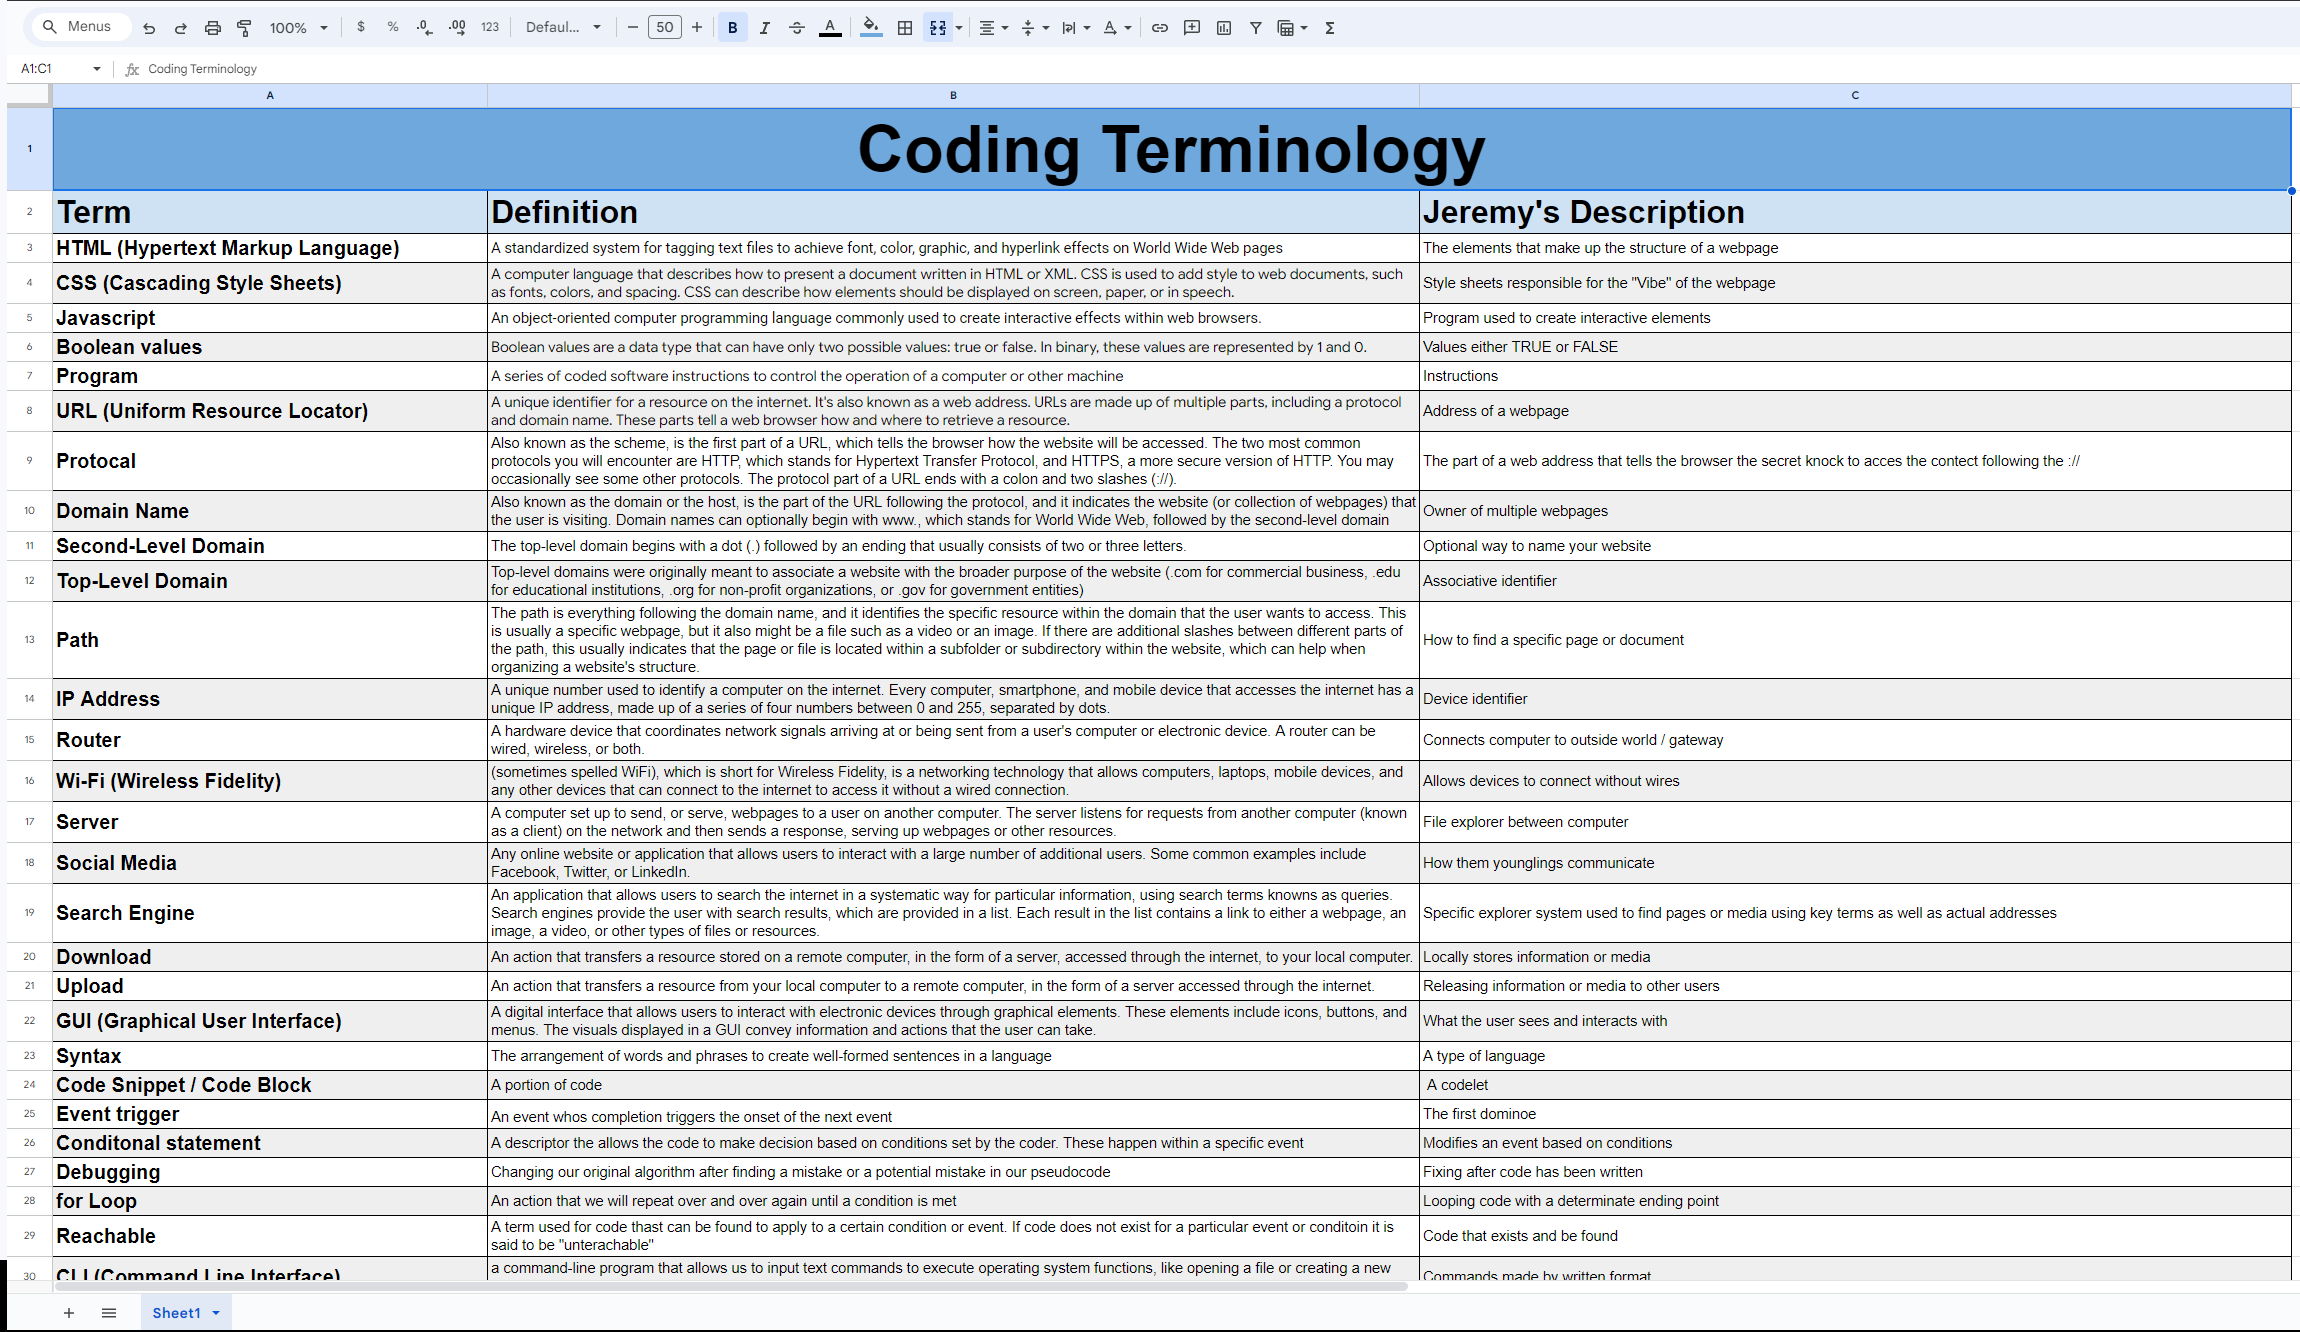 Menus
100%
$
%
.0
.00
123
Defaul...
50
B
I
A
A
Σ
A1:C1
fx
Coding Terminology
A B C
1 Coding Terminology
2 Term Definition Jeremy's Description
3 HTML (Hypertext Markup Language) A standardized system for tagging text files to achieve font, color, graphic, and hyperlink effects on World Wide Web pages The elements that make up the structure of a webpage
4 CSS (Cascading Style Sheets) A computer language that describes how to present a document written in HTML or XML. CSS is used to add style to web documents, such
as fonts, colors, and spacing. CSS can describe how elements should be displayed on screen, paper, or in speech. Style sheets responsible for the "Vibe" of the webpage
5 Javascript An object-oriented computer programming language commonly used to create interactive effects within web browsers. Program used to create interactive elements
6 Boolean values Boolean values are a data type that can have only two possible values: true or false. In binary, these values are represented by 1 and 0. Values either TRUE or FALSE
7 Program A series of coded software instructions to control the operation of a computer or other machine Instructions
8 URL (Uniform Resource Locator) A unique identifier for a resource on the internet. It's also known as a web address. URLs are made up of multiple parts, including a protocol
and domain name. These parts tell a web browser how and where to retrieve a resource. Address of a webpage
9 Protocal Also known as the scheme, is the first part of a URL, which tells the browser how the website will be accessed. The two most common
protocols you will encounter are HTTP, which stands for Hypertext Transfer Protocol, and HTTPS, a more secure version of HTTP. You may
occasionally see some other protocols. The protocol part of a URL ends with a colon and two slashes (://). The part of a web address that tells the browser the secret knock to acces the contect following the ://
10 Domain Name Also known as the domain or the host, is the part of the URL following the protocol, and it indicates the website (or collection of webpages) that
the user is visiting. Domain names can optionally begin with www., which stands for World Wide Web, followed by the second-level domain Owner of multiple webpages
11 Second-Level Domain The top-level domain begins with a dot (.) followed by an ending that usually consists of two or three letters. Optional way to name your website
12 Top-Level Domain Top-level domains were originally meant to associate a website with the broader purpose of the website (.com for commercial business, .edu
for educational institutions, .org for non-profit organizations, or .gov for government entities) Associative identifier
13 Path The path is everything following the domain name, and it identifies the specific resource within the domain that the user wants to access. This
is usually a specific webpage, but it also might be a file such as a video or an image. If there are additional slashes between different parts of
the path, this usually indicates that the page or file is located within a subfolder or subdirectory within the website, which can help when
organizing a website's structure. How to find a specific page or document
14 IP Address A unique number used to identify a computer on the internet. Every computer, smartphone, and mobile device that accesses the internet has a
unique IP address, made up of a series of four numbers between 0 and 255, separated by dots. Device identifier
15 Router A hardware device that coordinates network signals arriving at or being sent from a user's computer or electronic device. A router can be
wired, wireless, or both. Connects computer to outside world / gateway
16 Wi-Fi (Wireless Fidelity) (sometimes spelled WiFi), which is short for Wireless Fidelity, is a networking technology that allows computers, laptops, mobile devices, and
any other devices that can connect to the internet to access it without a wired connection. Allows devices to connect without wires
17 Server A computer set up to send, or serve, webpages to a user on another computer. The server listens for requests from another computer (known
as a client) on the network and then sends a response, serving up webpages or other resources. File explorer between computer
18 Social Media Any online website or application that allows users to interact with a large number of additional users. Some common examples include
Facebook, Twitter, or LinkedIn. How them younglings communicate
19 Search Engine An application that allows users to search the internet in a systematic way for particular information, using search terms knowns as queries.
Search engines provide the user with search results, which are provided in a list. Each result in the list contains a link to either a webpage, an
image, a video, or other types of files or resources. Specific explorer system used to find pages or media using key terms as well as actual addresses
20 Download An action that transfers a resource stored on a remote computer, in the form of a server, accessed through the internet, to your local computer. Locally stores information or media
21 Upload An action that transfers a resource from your local computer to a remote computer, in the form of a server accessed through the internet. Releasing information or media to other users
22 GUI (Graphical User Interface) A digital interface that allows users to interact with electronic devices through graphical elements. These elements include icons, buttons, and
menus. The visuals displayed in a GUI convey information and actions that the user can take. What the user sees and interacts with
23 Syntax The arrangement of words and phrases to create well-formed sentences in a language A type of language
24 Code Snippet / Code Block A portion of code A codelet
25 Event trigger An event whos completion triggers the onset of the next event The first dominoe
26 Conditonal statement A descriptor the allows the code to make decision based on conditions set by the coder. These happen within a specific event Modifies an event based on conditions
27 Debugging Changing our original algorithm after finding a mistake or a potential mistake in our pseudocode Fixing after code has been written
28 for Loop An action that we will repeat over and over again until a condition is met Looping code with a determinate ending point
29 Reachable A term used for code thast can be found to apply to a certain condition or event. If code does not exist for a particular event or conditoin it is
said to be "unterachable" Code that exists and be found
30 CLI (Command Line Interface) a command-line program that allows us to input text commands to execute operating system functions, like opening a file or creating a new Commands made by written format
Sheet1